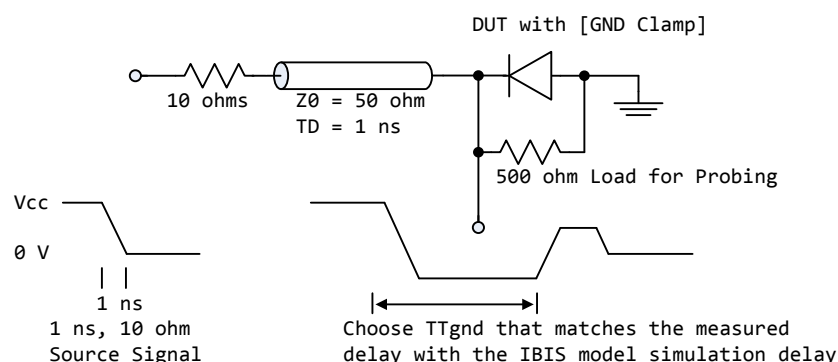 DUT with [GND Clamp]
10 ohms
Z0 = 50 ohm
TD = 1 ns
500 ohm Load for Probing
Vcc
0 V
1 ns
1 ns, 10 ohm
Source Signal
Choose TTgnd that matches the measured
delay with the IBIS model simulation delay